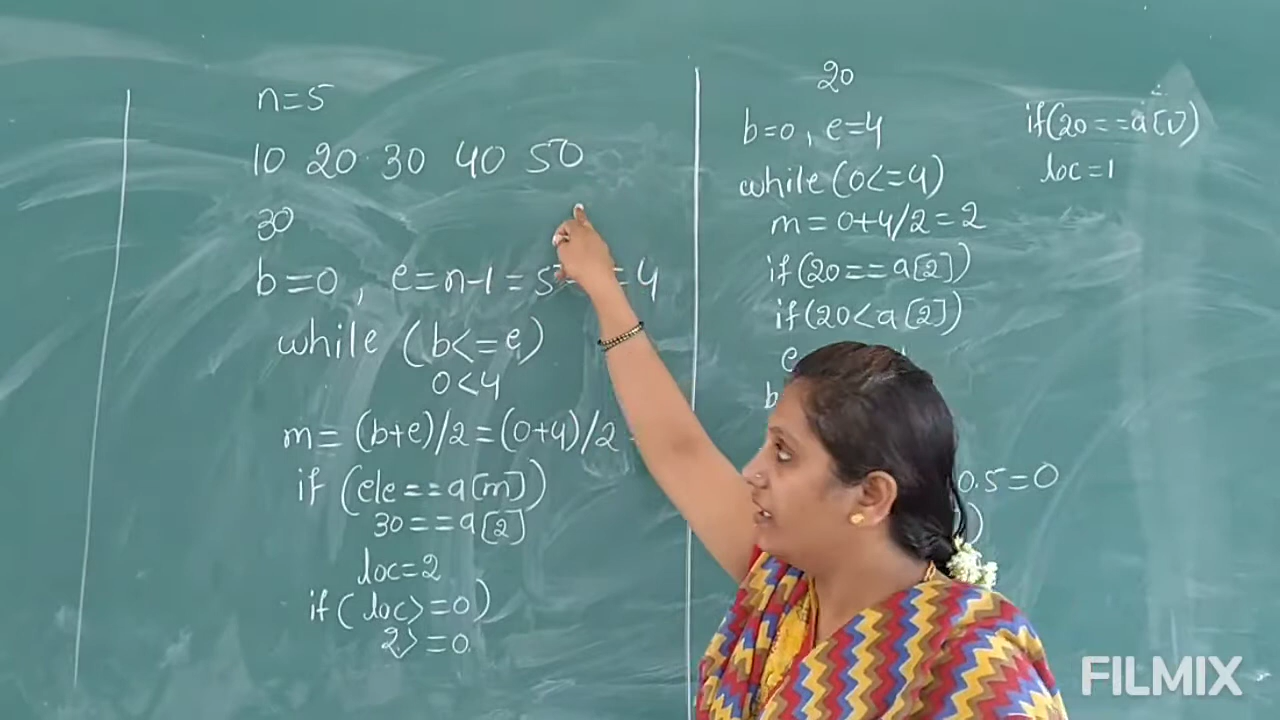 n=5
10 20 30 40 50
30
b=0, e=n-1=5- =4
while (b<=e)
0<4
m=(b+e)/2=(0+4)/2
if (ele==a[m])
30==a[2]
loc=2
if (loc>=0)
2>=0
20
b=0, e=4
while (0<=4)
m=0+4/2=2
if(20==a[2])
if(20<a[2])
e
b
0.5=0
)
if(20==a[1])
loc=1
FILMIX